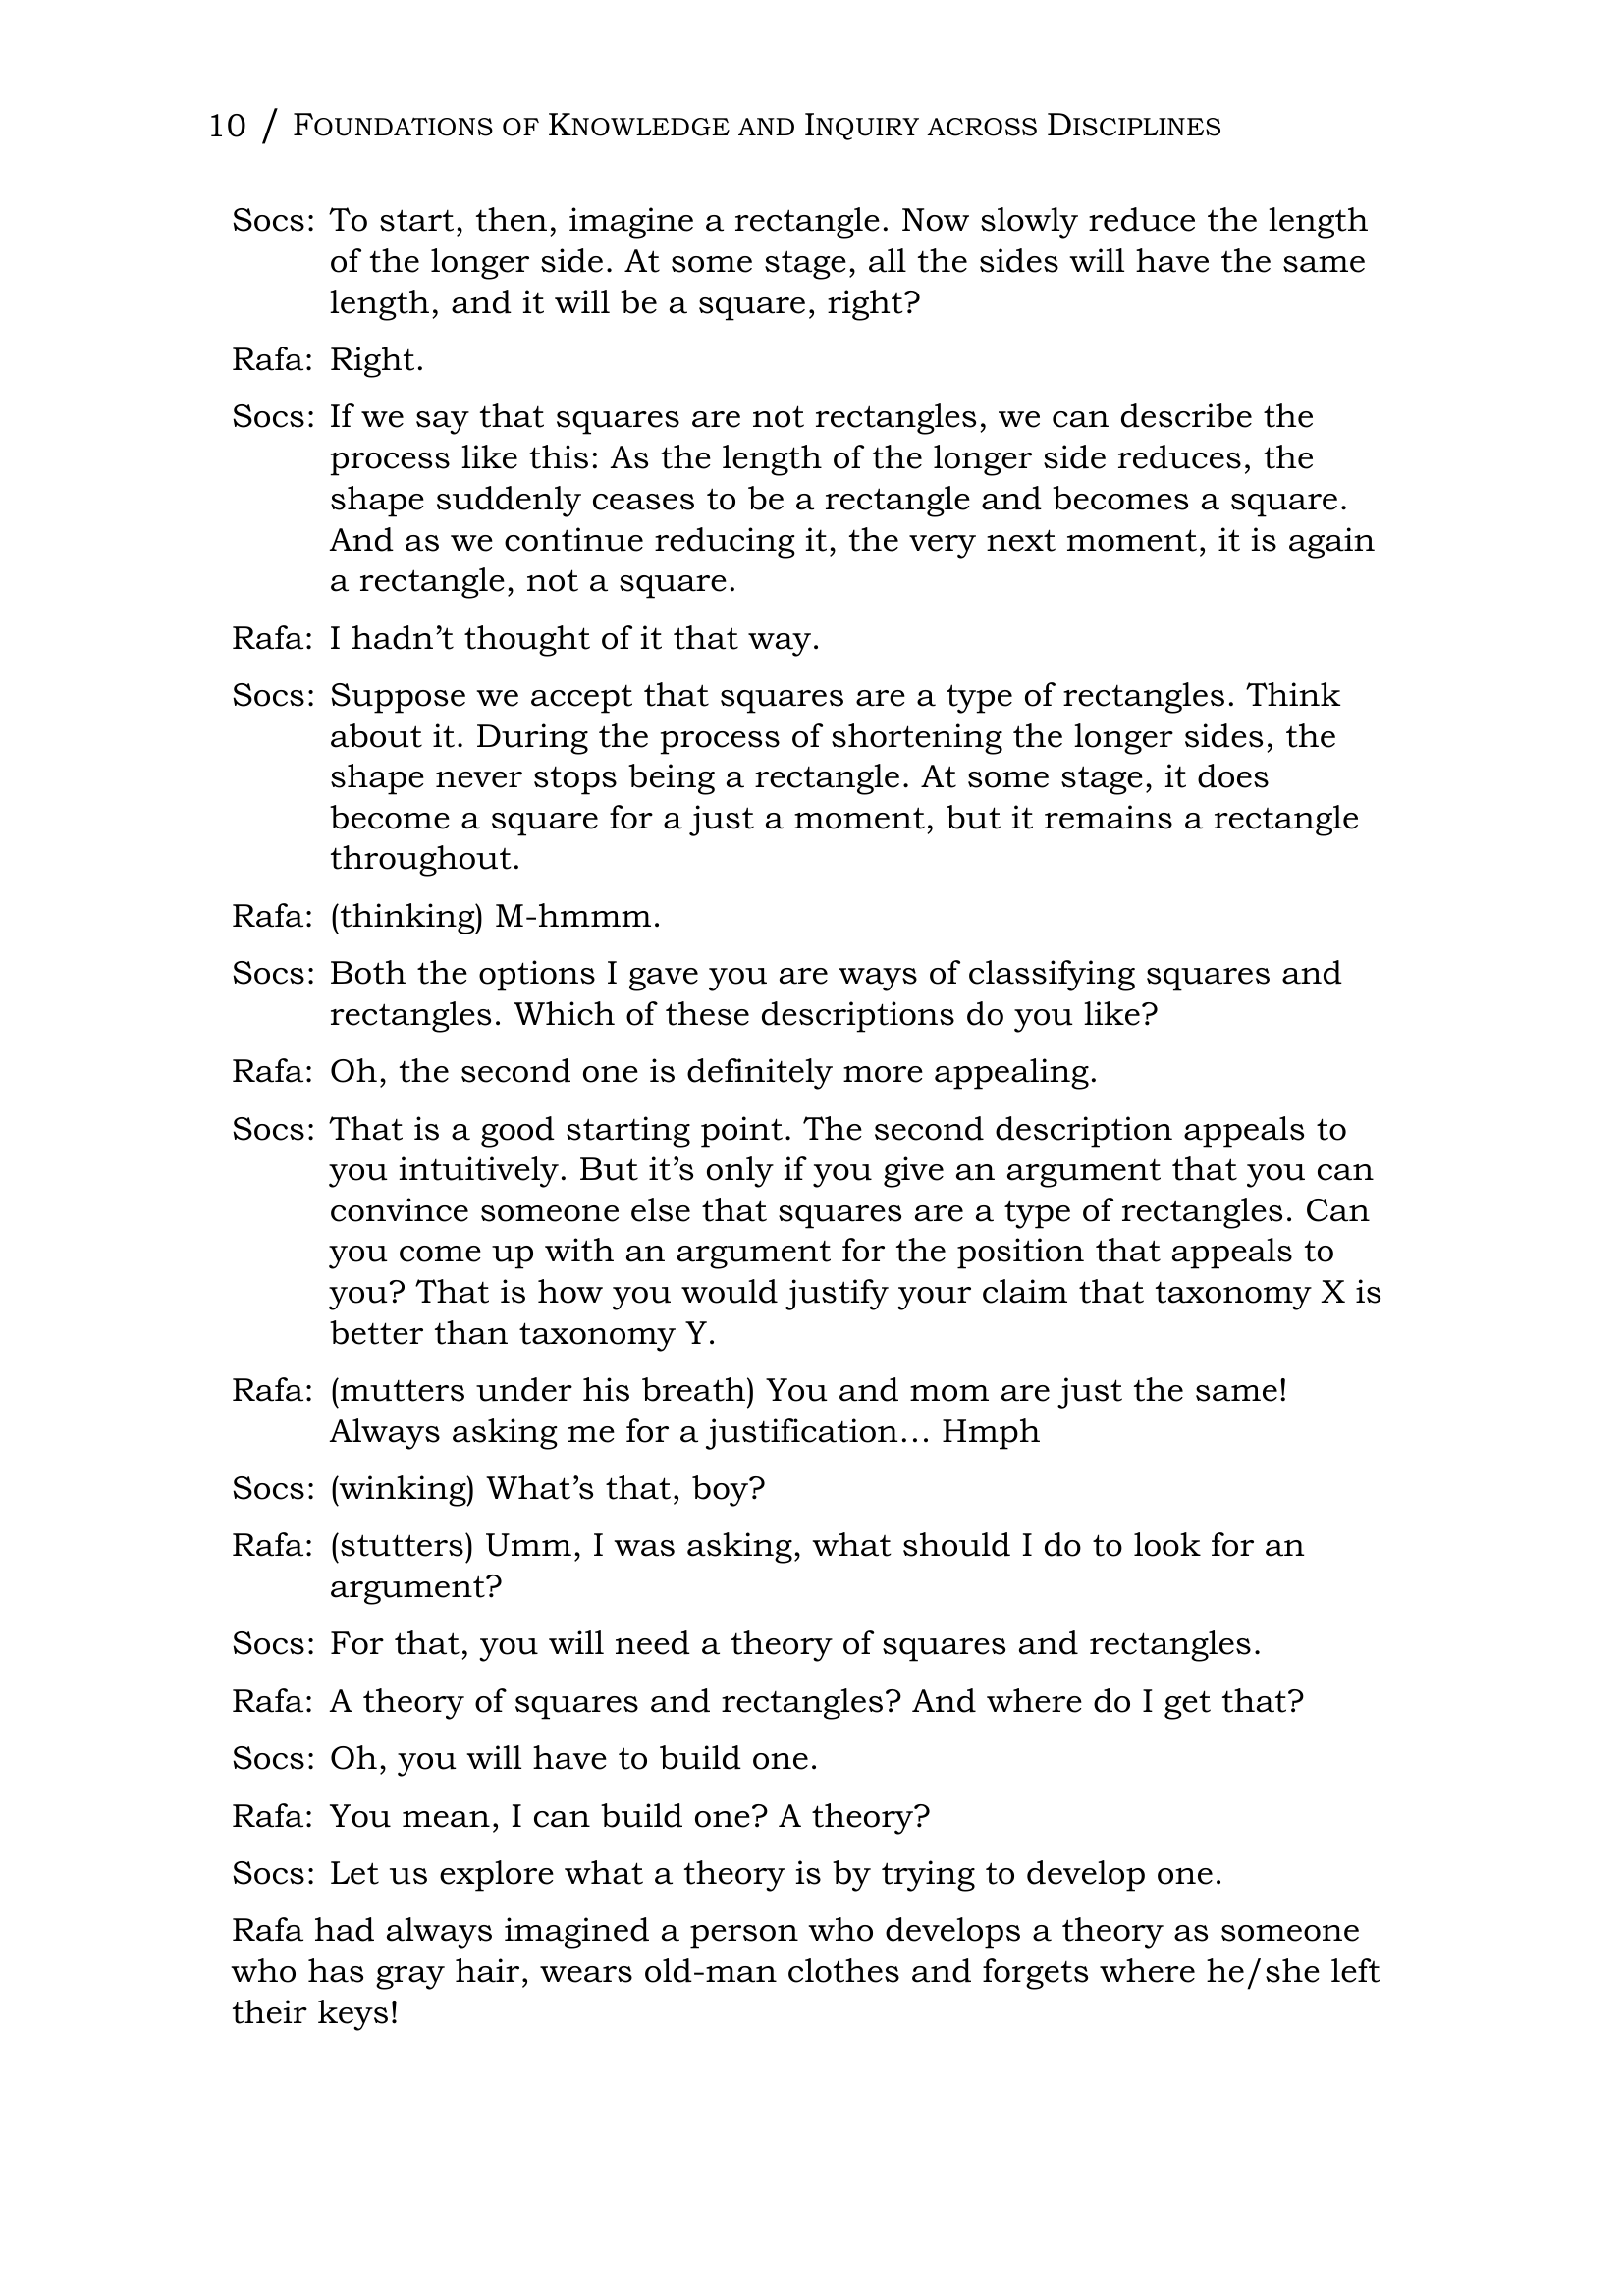 10 / FOUNDATIONS OF KNOWLEDGE AND INQUIRY ACROSS DISCIPLINES
Socs: To start, then, imagine a rectangle. Now slowly reduce the length
of the longer side. At some stage, all the sides will have the same
length, and it will be a square, right?
Rafa: Right.
Socs: If we say that squares are not rectangles, we can describe the
process like this: As the length of the longer side reduces, the
shape suddenly ceases to be a rectangle and becomes a square.
And as we continue reducing it, the very next moment, it is again
a rectangle, not a square.
Rafa: I hadn’t thought of it that way.
Socs: Suppose we accept that squares are a type of rectangles. Think
about it. During the process of shortening the longer sides, the
shape never stops being a rectangle. At some stage, it does
become a square for a just a moment, but it remains a rectangle
throughout.
Rafa: (thinking) M-hmmm.
Socs: Both the options I gave you are ways of classifying squares and
rectangles. Which of these descriptions do you like?
Rafa: Oh, the second one is definitely more appealing.
Socs: That is a good starting point. The second description appeals to
you intuitively. But it’s only if you give an argument that you can
convince someone else that squares are a type of rectangles. Can
you come up with an argument for the position that appeals to
you? That is how you would justify your claim that taxonomy X is
better than taxonomy Y.
Rafa: (mutters under his breath) You and mom are just the same!
Always asking me for a justification… Hmph
Socs: (winking) What’s that, boy?
Rafa: (stutters) Umm, I was asking, what should I do to look for an
argument?
Socs: For that, you will need a theory of squares and rectangles.
Rafa: A theory of squares and rectangles? And where do I get that?
Socs: Oh, you will have to build one.
Rafa: You mean, I can build one? A theory?
Socs: Let us explore what a theory is by trying to develop one.
Rafa had always imagined a person who develops a theory as someone
who has gray hair, wears old-man clothes and forgets where he/she left
their keys!